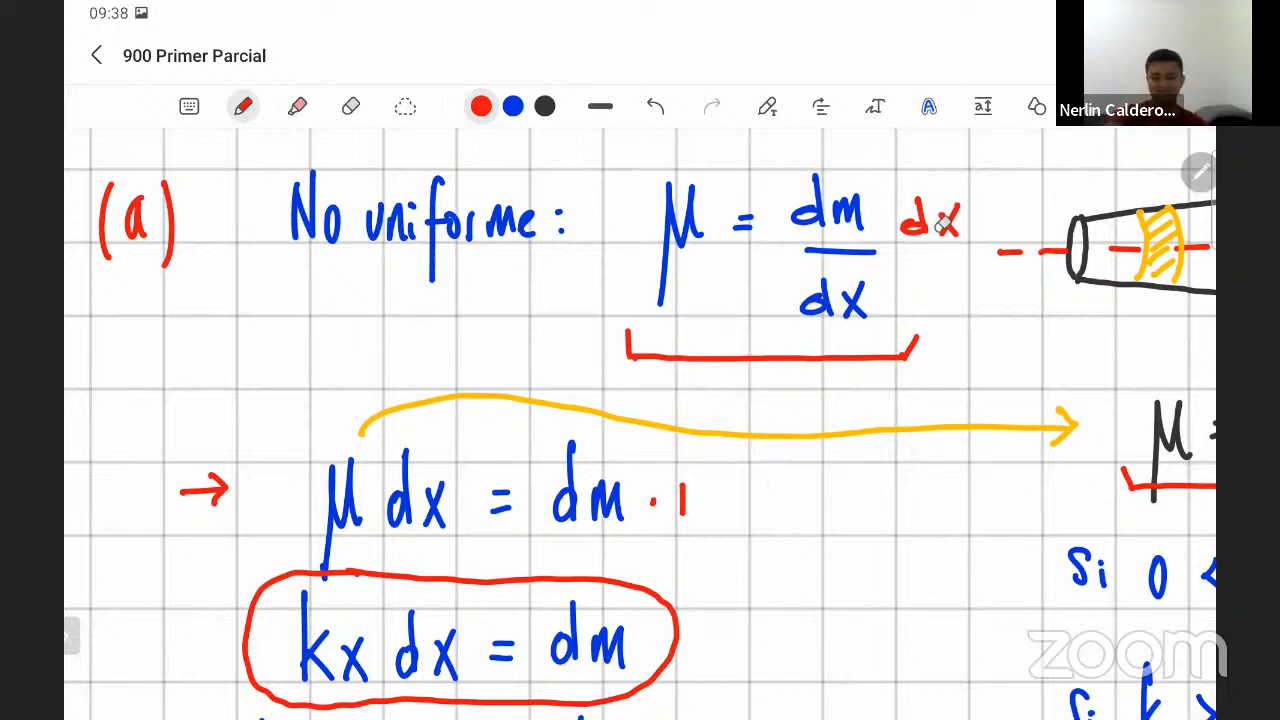 09:38
900 Primer Parcial
Nerlin Caldero...
(a) No uniforme: μ = dm/dx dx
μ =
→ μ dx = dm · 1
Si 0 <
kx dx = dm
zoom
Si k